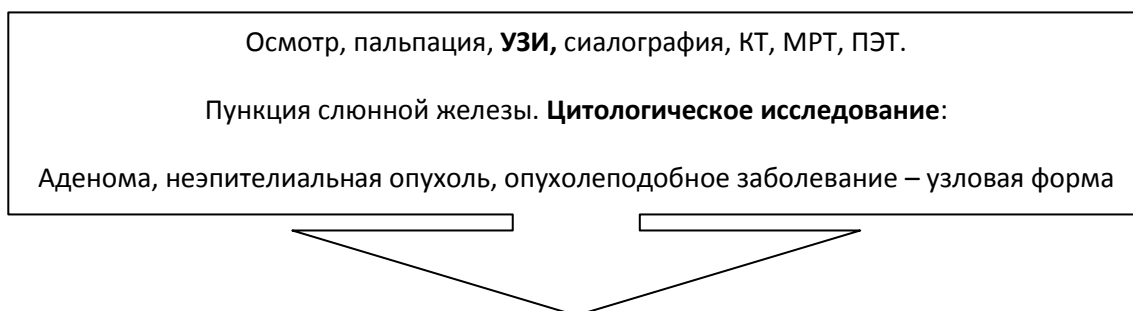 Осмотр, пальпация, УЗИ, сиалография, КТ, МРТ, ПЭТ.
Пункция слюнной железы. Цитологическое исследование:
Аденома, неэпителиальная опухоль, опухолеподобное заболевание – узловая форма